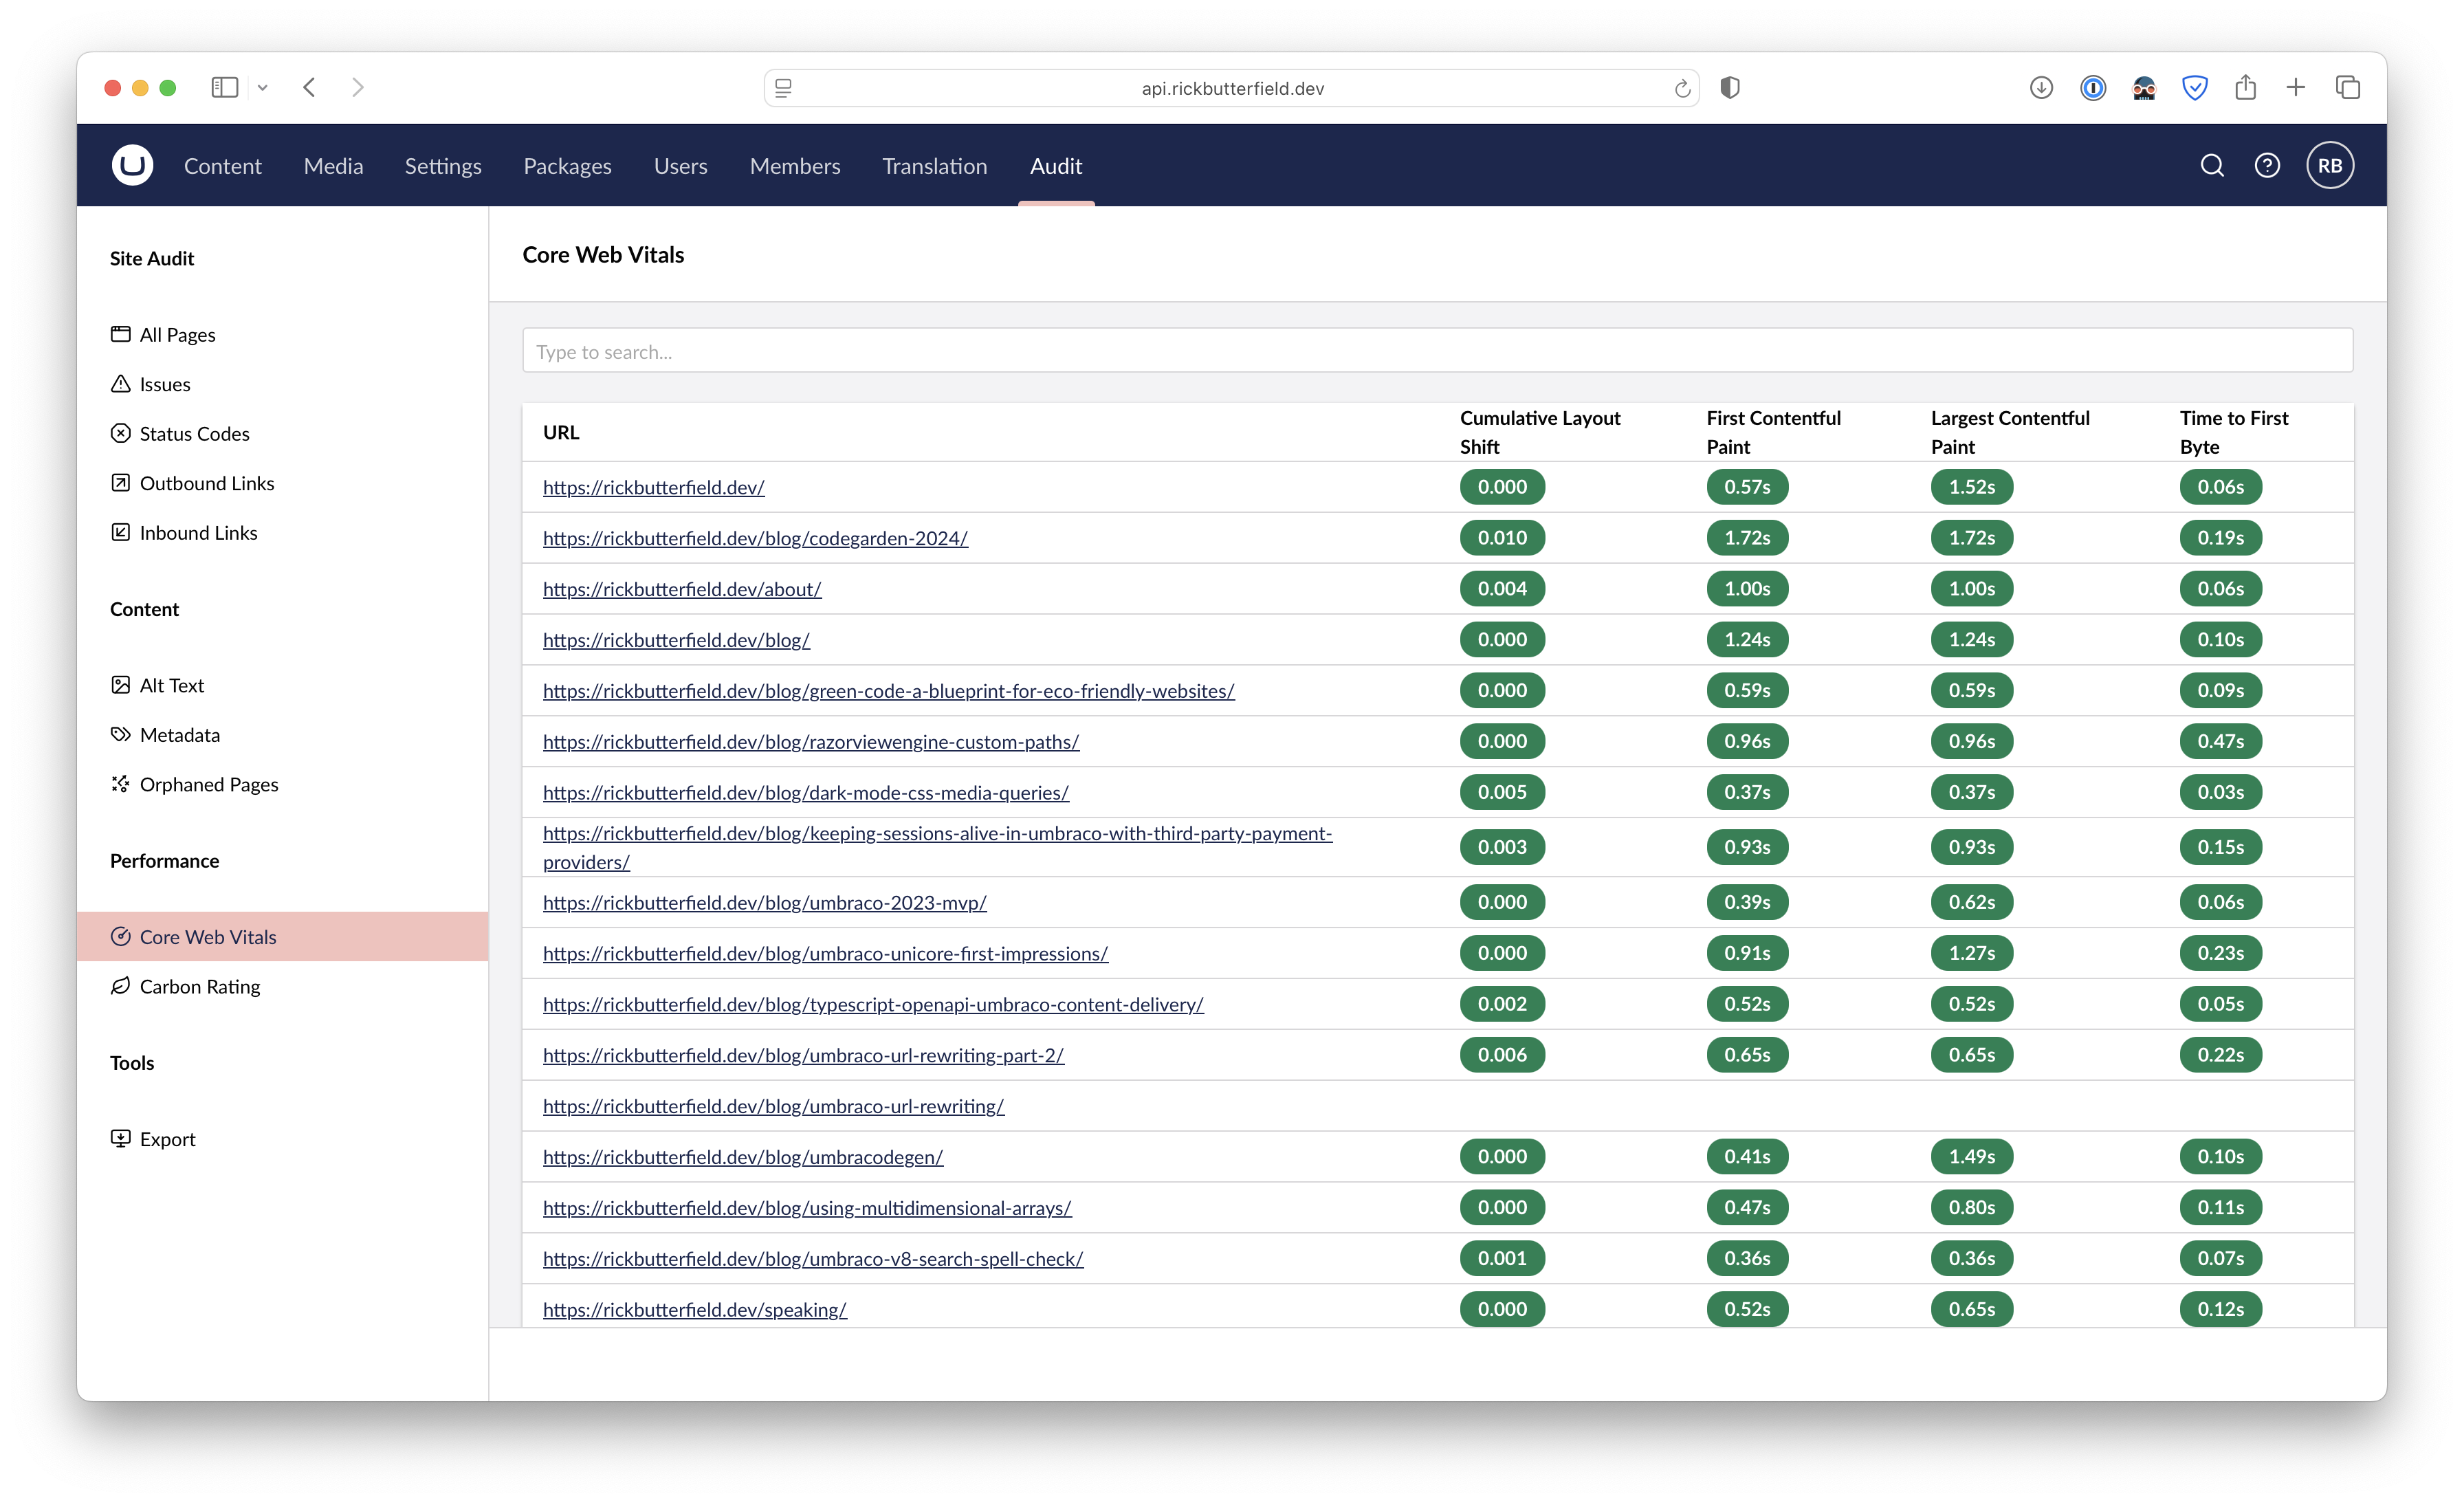 api.rickbutterfield.dev
Content Media Settings Packages Users Members Translation Audit RB
Site Audit
All Pages
Issues
Status Codes
Outbound Links
Inbound Links
Content
Alt Text
Metadata
Orphaned Pages
Performance
Core Web Vitals
Carbon Rating
Tools
Export
Core Web Vitals
Type to search...
URL Cumulative Layout Shift First Contentful Paint Largest Contentful Paint Time to First Byte
https://rickbutterfield.dev/ 0.000 0.57s 1.52s 0.06s
https://rickbutterfield.dev/blog/codegarden-2024/ 0.010 1.72s 1.72s 0.19s
https://rickbutterfield.dev/about/ 0.004 1.00s 1.00s 0.06s
https://rickbutterfield.dev/blog/ 0.000 1.24s 1.24s 0.10s
https://rickbutterfield.dev/blog/green-code-a-blueprint-for-eco-friendly-websites/ 0.000 0.59s 0.59s 0.09s
https://rickbutterfield.dev/blog/razorviewengine-custom-paths/ 0.000 0.96s 0.96s 0.47s
https://rickbutterfield.dev/blog/dark-mode-css-media-queries/ 0.005 0.37s 0.37s 0.03s
https://rickbutterfield.dev/blog/keeping-sessions-alive-in-umbraco-with-third-party-payment-
providers/ 0.003 0.93s 0.93s 0.15s
https://rickbutterfield.dev/blog/umbraco-2023-mvp/ 0.000 0.39s 0.62s 0.06s
https://rickbutterfield.dev/blog/umbraco-unicore-first-impressions/ 0.000 0.91s 1.27s 0.23s
https://rickbutterfield.dev/blog/typescript-openapi-umbraco-content-delivery/ 0.002 0.52s 0.52s 0.05s
https://rickbutterfield.dev/blog/umbraco-url-rewriting-part-2/ 0.006 0.65s 0.65s 0.22s
https://rickbutterfield.dev/blog/umbraco-url-rewriting/
https://rickbutterfield.dev/blog/umbracodegen/ 0.000 0.41s 1.49s 0.10s
https://rickbutterfield.dev/blog/using-multidimensional-arrays/ 0.000 0.47s 0.80s 0.11s
https://rickbutterfield.dev/blog/umbraco-v8-search-spell-check/ 0.001 0.36s 0.36s 0.07s
https://rickbutterfield.dev/speaking/ 0.000 0.52s 0.65s 0.12s